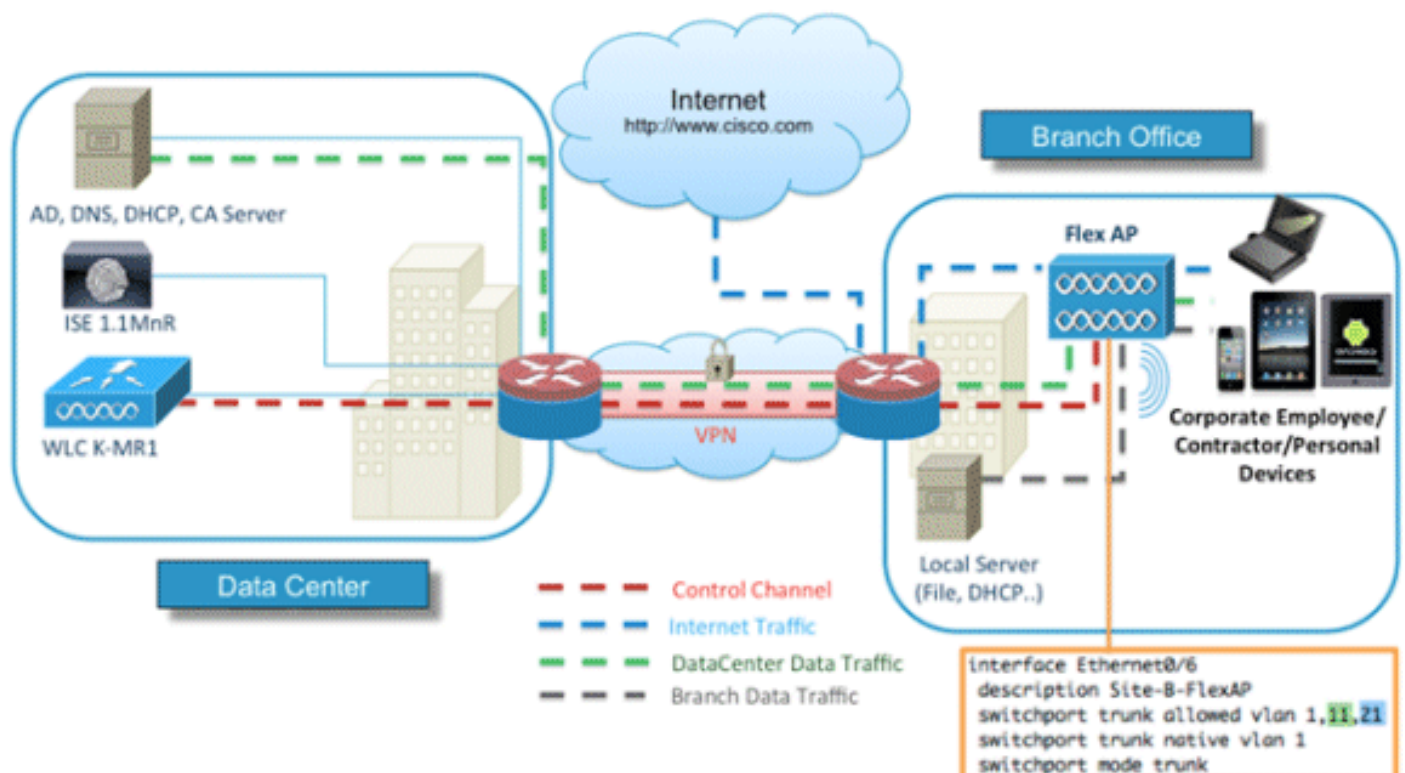 Internet
http://www.cisco.com
Branch Office
AD, DNS, DHCP, CA Server
ISE 1.1MnR
WLC K-MR1
Data Center
VPN
Flex AP
Corporate Employee/
Contractor/Personal
Devices
Local Server
(File, DHCP..)
Control Channel
Internet Traffic
DataCenter Data Traffic
Branch Data Traffic
interface Ethernet0/6
description Site-B-FlexAP
switchport trunk allowed vlan 1,11,21
switchport trunk native vlan 1
switchport mode trunk